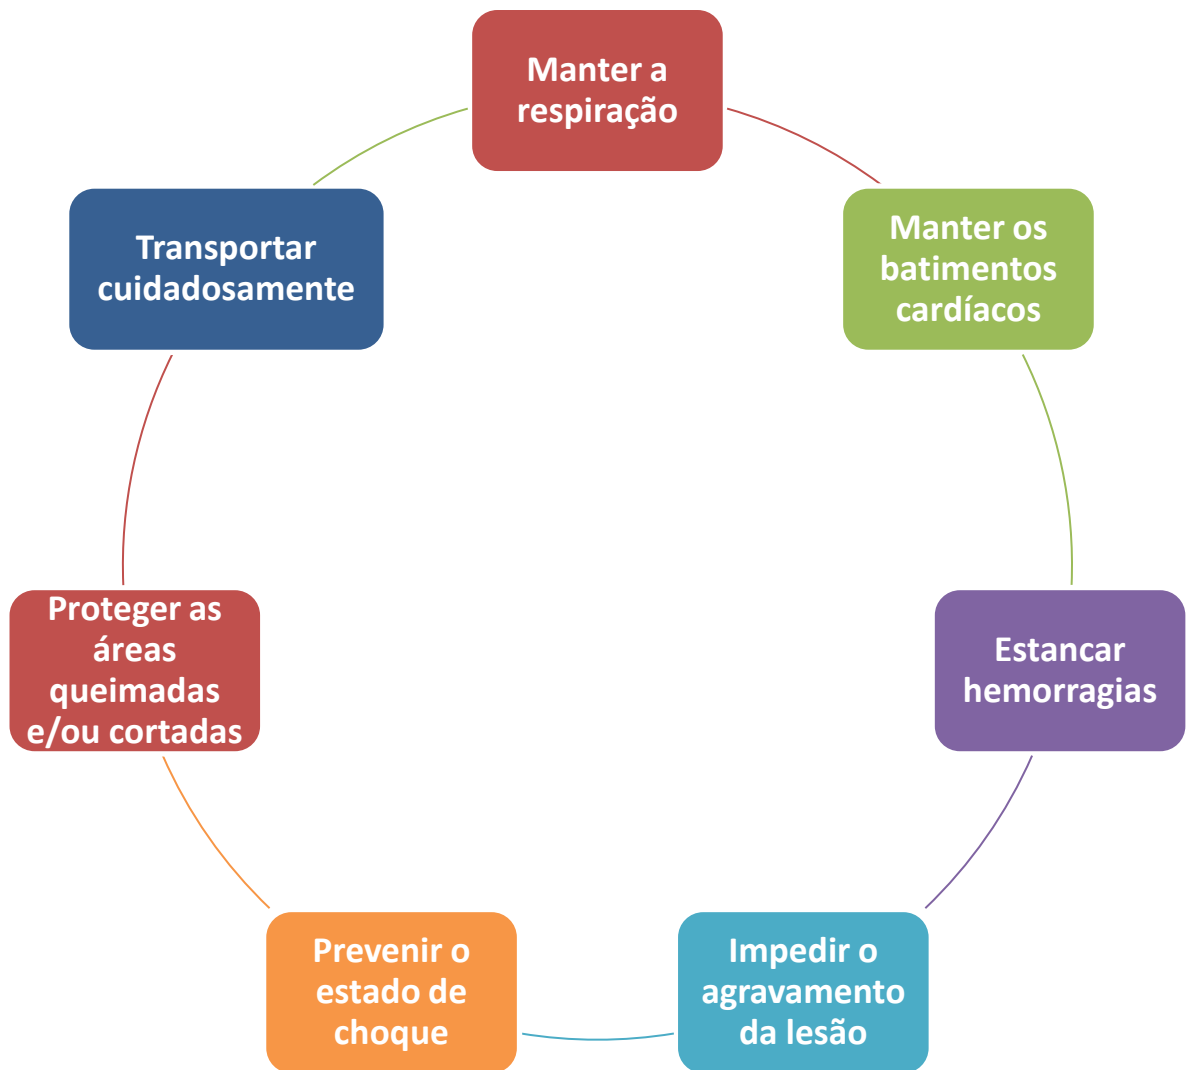 Manter a
respiração
Manter os
batimentos
cardíacos
Estancar
hemorragias
Impedir o
agravamento
da lesão
Prevenir o
estado de
choque
Proteger as
áreas
queimadas
e/ou cortadas
Transportar
cuidadosamente